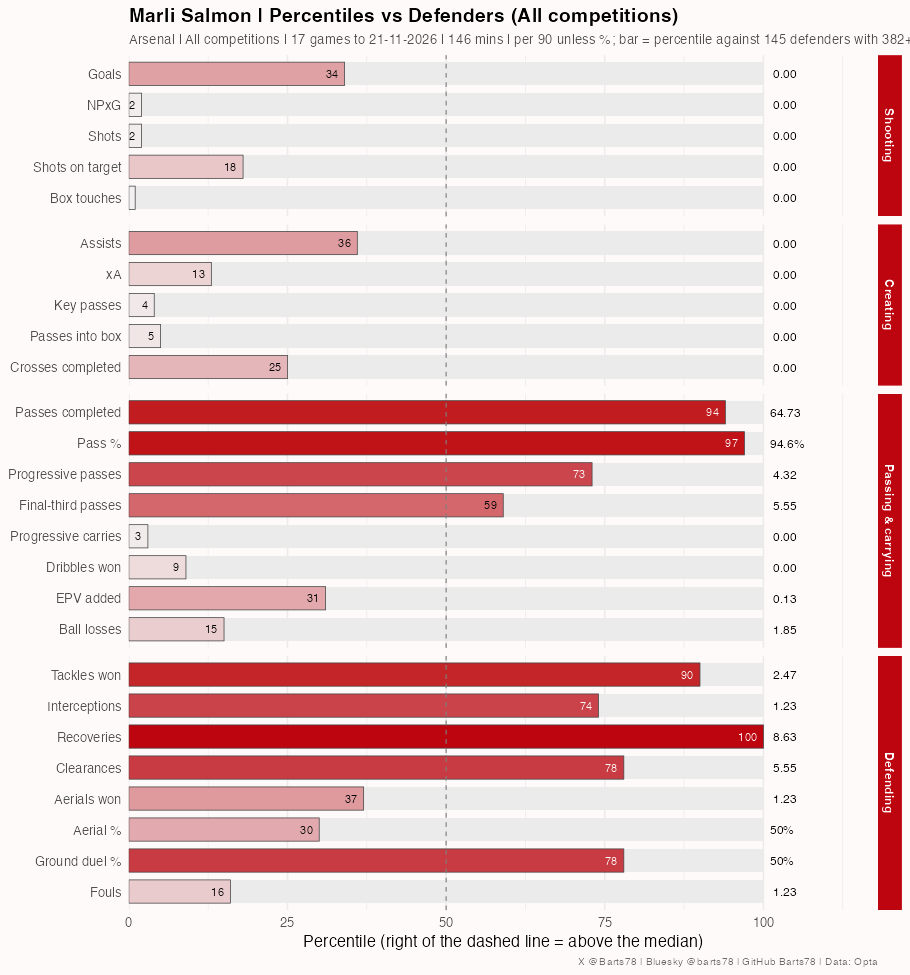 Marli Salmon | Percentiles vs Defenders (All competitions)
Arsenal | All competitions | 17 games to 21-11-2026 | 146 mins | per 90 unless %; bar = percentile against 145 defenders with 382+
Shooting
Goals 34 0.00
NPxG 2 0.00
Shots 2 0.00
Shots on target 18 0.00
Box touches 0.00
Creating
Assists 36 0.00
xA 13 0.00
Key passes 4 0.00
Passes into box 5 0.00
Crosses completed 25 0.00
Passing & carrying
Passes completed 94 64.73
Pass % 97 94.6%
Progressive passes 73 4.32
Final-third passes 59 5.55
Progressive carries 3 0.00
Dribbles won 9 0.00
EPV added 31 0.13
Ball losses 15 1.85
Defending
Tackles won 90 2.47
Interceptions 74 1.23
Recoveries 100 8.63
Clearances 78 5.55
Aerials won 37 1.23
Aerial % 30 50%
Ground duel % 78 50%
Fouls 16 1.23
0 25 50 75 100
Percentile (right of the dashed line = above the median)
X @Barts78 | Bluesky @barts78 | GitHub Barts78 | Data: Opta